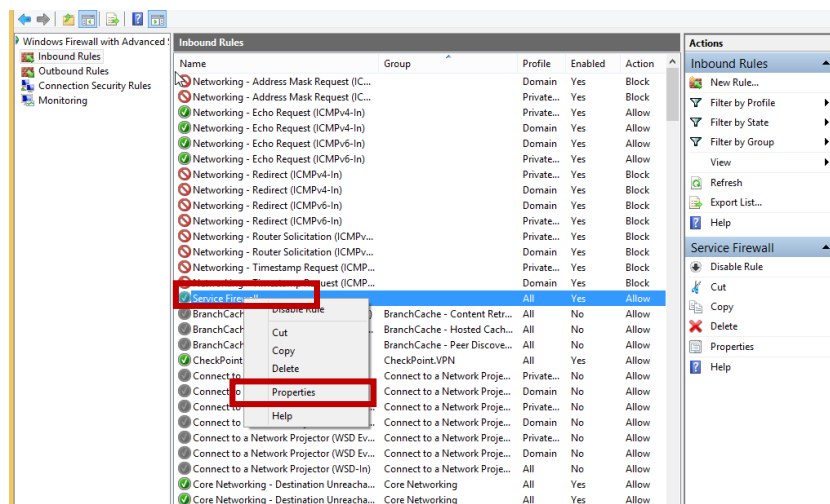 Windows Firewall with Advanced S
Inbound Rules
Outbound Rules
Connection Security Rules
Monitoring
Inbound Rules
Name Group Profile Enabled Action
Networking - Address Mask Request (IC... Domain Yes Block
Networking - Address Mask Request (IC... Private... Yes Block
Networking - Echo Request (ICMPv4-In) Private... Yes Allow
Networking - Echo Request (ICMPv4-In) Domain Yes Allow
Networking - Echo Request (ICMPv6-In) Domain Yes Allow
Networking - Echo Request (ICMPv6-In) Private... Yes Allow
Networking - Redirect (ICMPv4-In) Private... Yes Block
Networking - Redirect (ICMPv4-In) Domain Yes Block
Networking - Redirect (ICMPv6-In) Domain Yes Block
Networking - Redirect (ICMPv6-In) Private... Yes Block
Networking - Router Solicitation (ICMPv... Private... Yes Block
Networking - Router Solicitation (ICMPv... Domain Yes Block
Networking - Timestamp Request (ICMP... Private... Yes Block
Networking - Timestamp Request (ICMP... Domain Yes Block
Service Firewall All Yes Allow
BranchCach ) BranchCache - Content Retr... All No Allow
BranchCach . BranchCache - Hosted Cach... All No Allow
BranchCach BranchCache - Peer Discove... All No Allow
CheckPoint CheckPoint.VPN All Yes Allow
Connect to Connect to a Network Proje... Private... No Allow
Connect to Connect to a Network Proje... Domain No Allow
Connect to Connect to a Network Proje... Private... No Allow
Connect to Connect to a Network Proje... Domain No Allow
Connect to a Network Projector (WSD Ev... Connect to a Network Proje... Private... No Allow
Connect to a Network Projector (WSD Ev... Connect to a Network Proje... Domain No Allow
Connect to a Network Projector (WSD-In) Connect to a Network Proje... All No Allow
Core Networking - Destination Unreacha... Core Networking All Yes Allow
Core Networking - Destination Unreacha... Core Networking All Yes Allow
Disable Rule
Cut
Copy
Delete
Properties
Help
Actions
Inbound Rules
New Rule...
Filter by Profile
Filter by State
Filter by Group
View
Refresh
Export List...
Help
Service Firewall
Disable Rule
Cut
Copy
Delete
Properties
Help